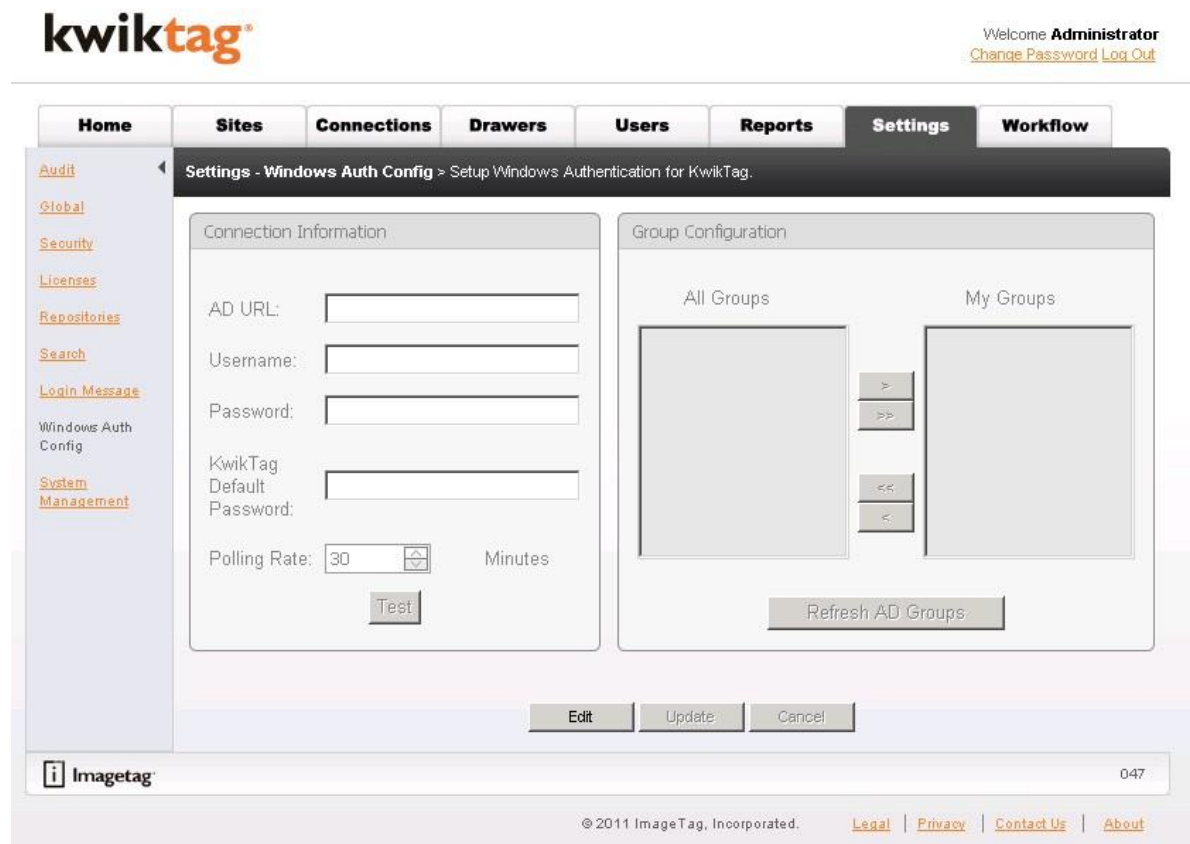 kwiktag®
Welcome Administrator
Change Password Log Out
Home Sites Connections Drawers Users Reports Settings Workflow
Audit
Global
Security
Licenses
Repositories
Search
Login Message
Windows Auth
Config
System
Management
Settings - Windows Auth Config > Setup Windows Authentication for KwikTag.
Connection Information
AD URL:
Username:
Password:
KwikTag
Default
Password:
Polling Rate: 30 Minutes
Test
Group Configuration
All Groups My Groups
>
>>
<<
<
Refresh AD Groups
Edit Update Cancel
i Imagetag
047
© 2011 ImageTag, Incorporated. Legal | Privacy | Contact Us | About